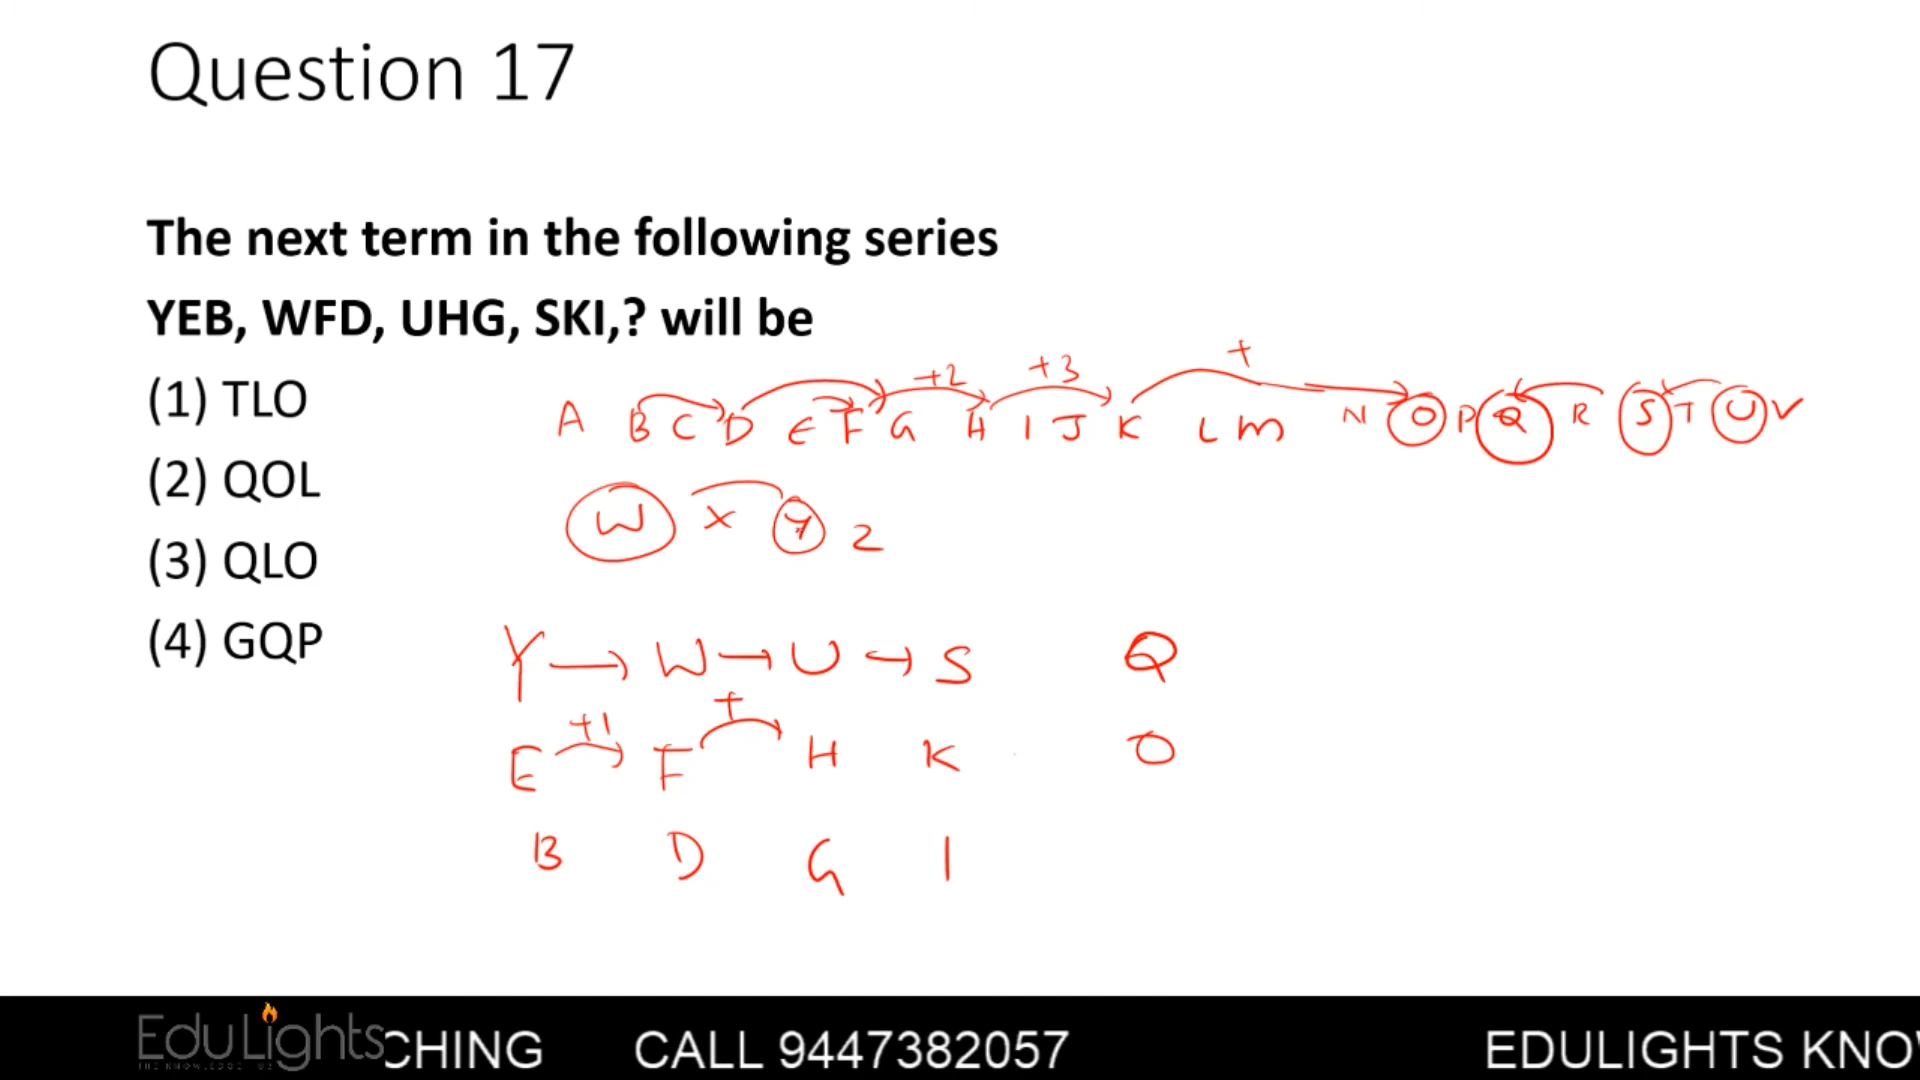 Question 17
The next term in the following series
YEB, WFD, UHG, SKI,? will be
(1) TLO
(2) QOL
(3) QLO
(4) GQP
+2 +3 +
A B C D E F G H I J K L M N O P Q R S T U V
W X Y Z
Y → W → U → S Q
+1 +
E F H K O
B D G I
EduLights CHING CALL 9447382057 EDULIGHTS KNO